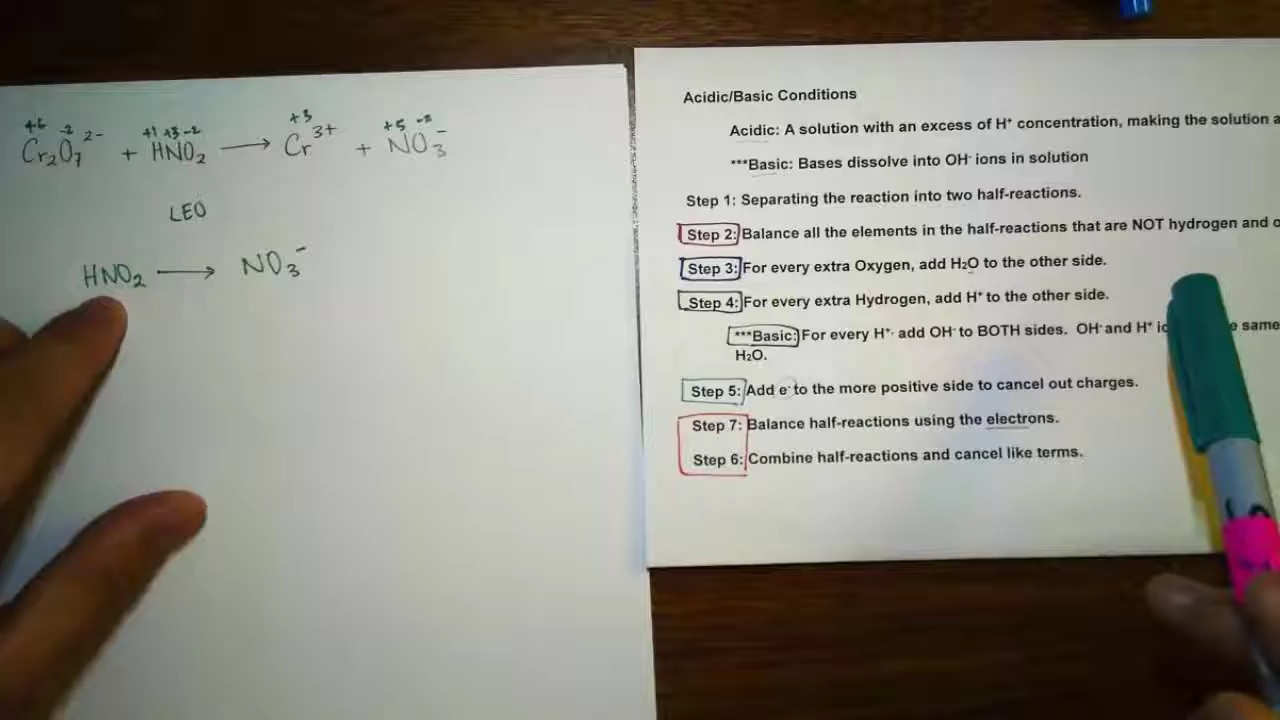 +6 -2 +1 +3 -2 +3 +5 -2
Cr₂O₇²⁻ + HNO₂ → Cr³⁺ + NO₃⁻
LEO
HNO₂ → NO₃⁻
Acidic/Basic Conditions
Acidic: A solution with an excess of H⁺ concentration, making the solution
***Basic: Bases dissolve into OH⁻ ions in solution
Step 1: Separating the reaction into two half-reactions.
Step 2: Balance all the elements in the half-reactions that are NOT hydrogen and
Step 3: For every extra Oxygen, add H₂O to the other side.
Step 4: For every extra Hydrogen, add H⁺ to the other side.
***Basic: For every H⁺, add OH⁻ to BOTH sides. OH⁻ and H⁺ same
H₂O.
Step 5: Add e⁻ to the more positive side to cancel out charges.
Step 7: Balance half-reactions using the electrons.
Step 6: Combine half-reactions and cancel like terms.